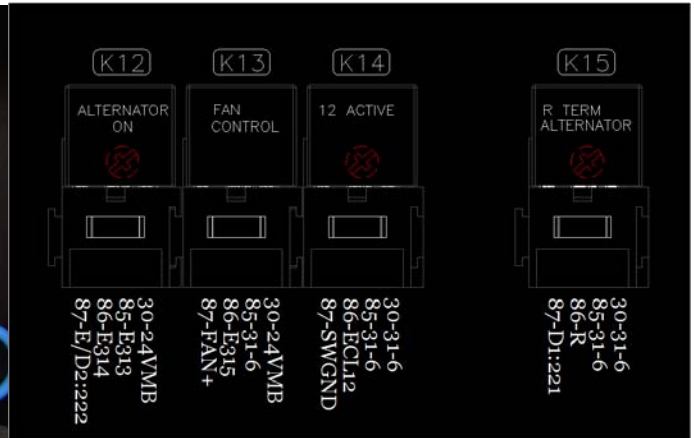 K12
K13
K14
K15
ALTERNATOR
ON
FAN
CONTROL
12 ACTIVE
R TERM
ALTERNATOR
30-24VMB
85-E313
86-E314
87-E/D2:222
30-24VMB
85-31-6
86-E315
87-FAN+
30-31-6
85-31-6
86-ECL12
87-SWGND
30-31-6
85-31-6
86-R
87-D1:221